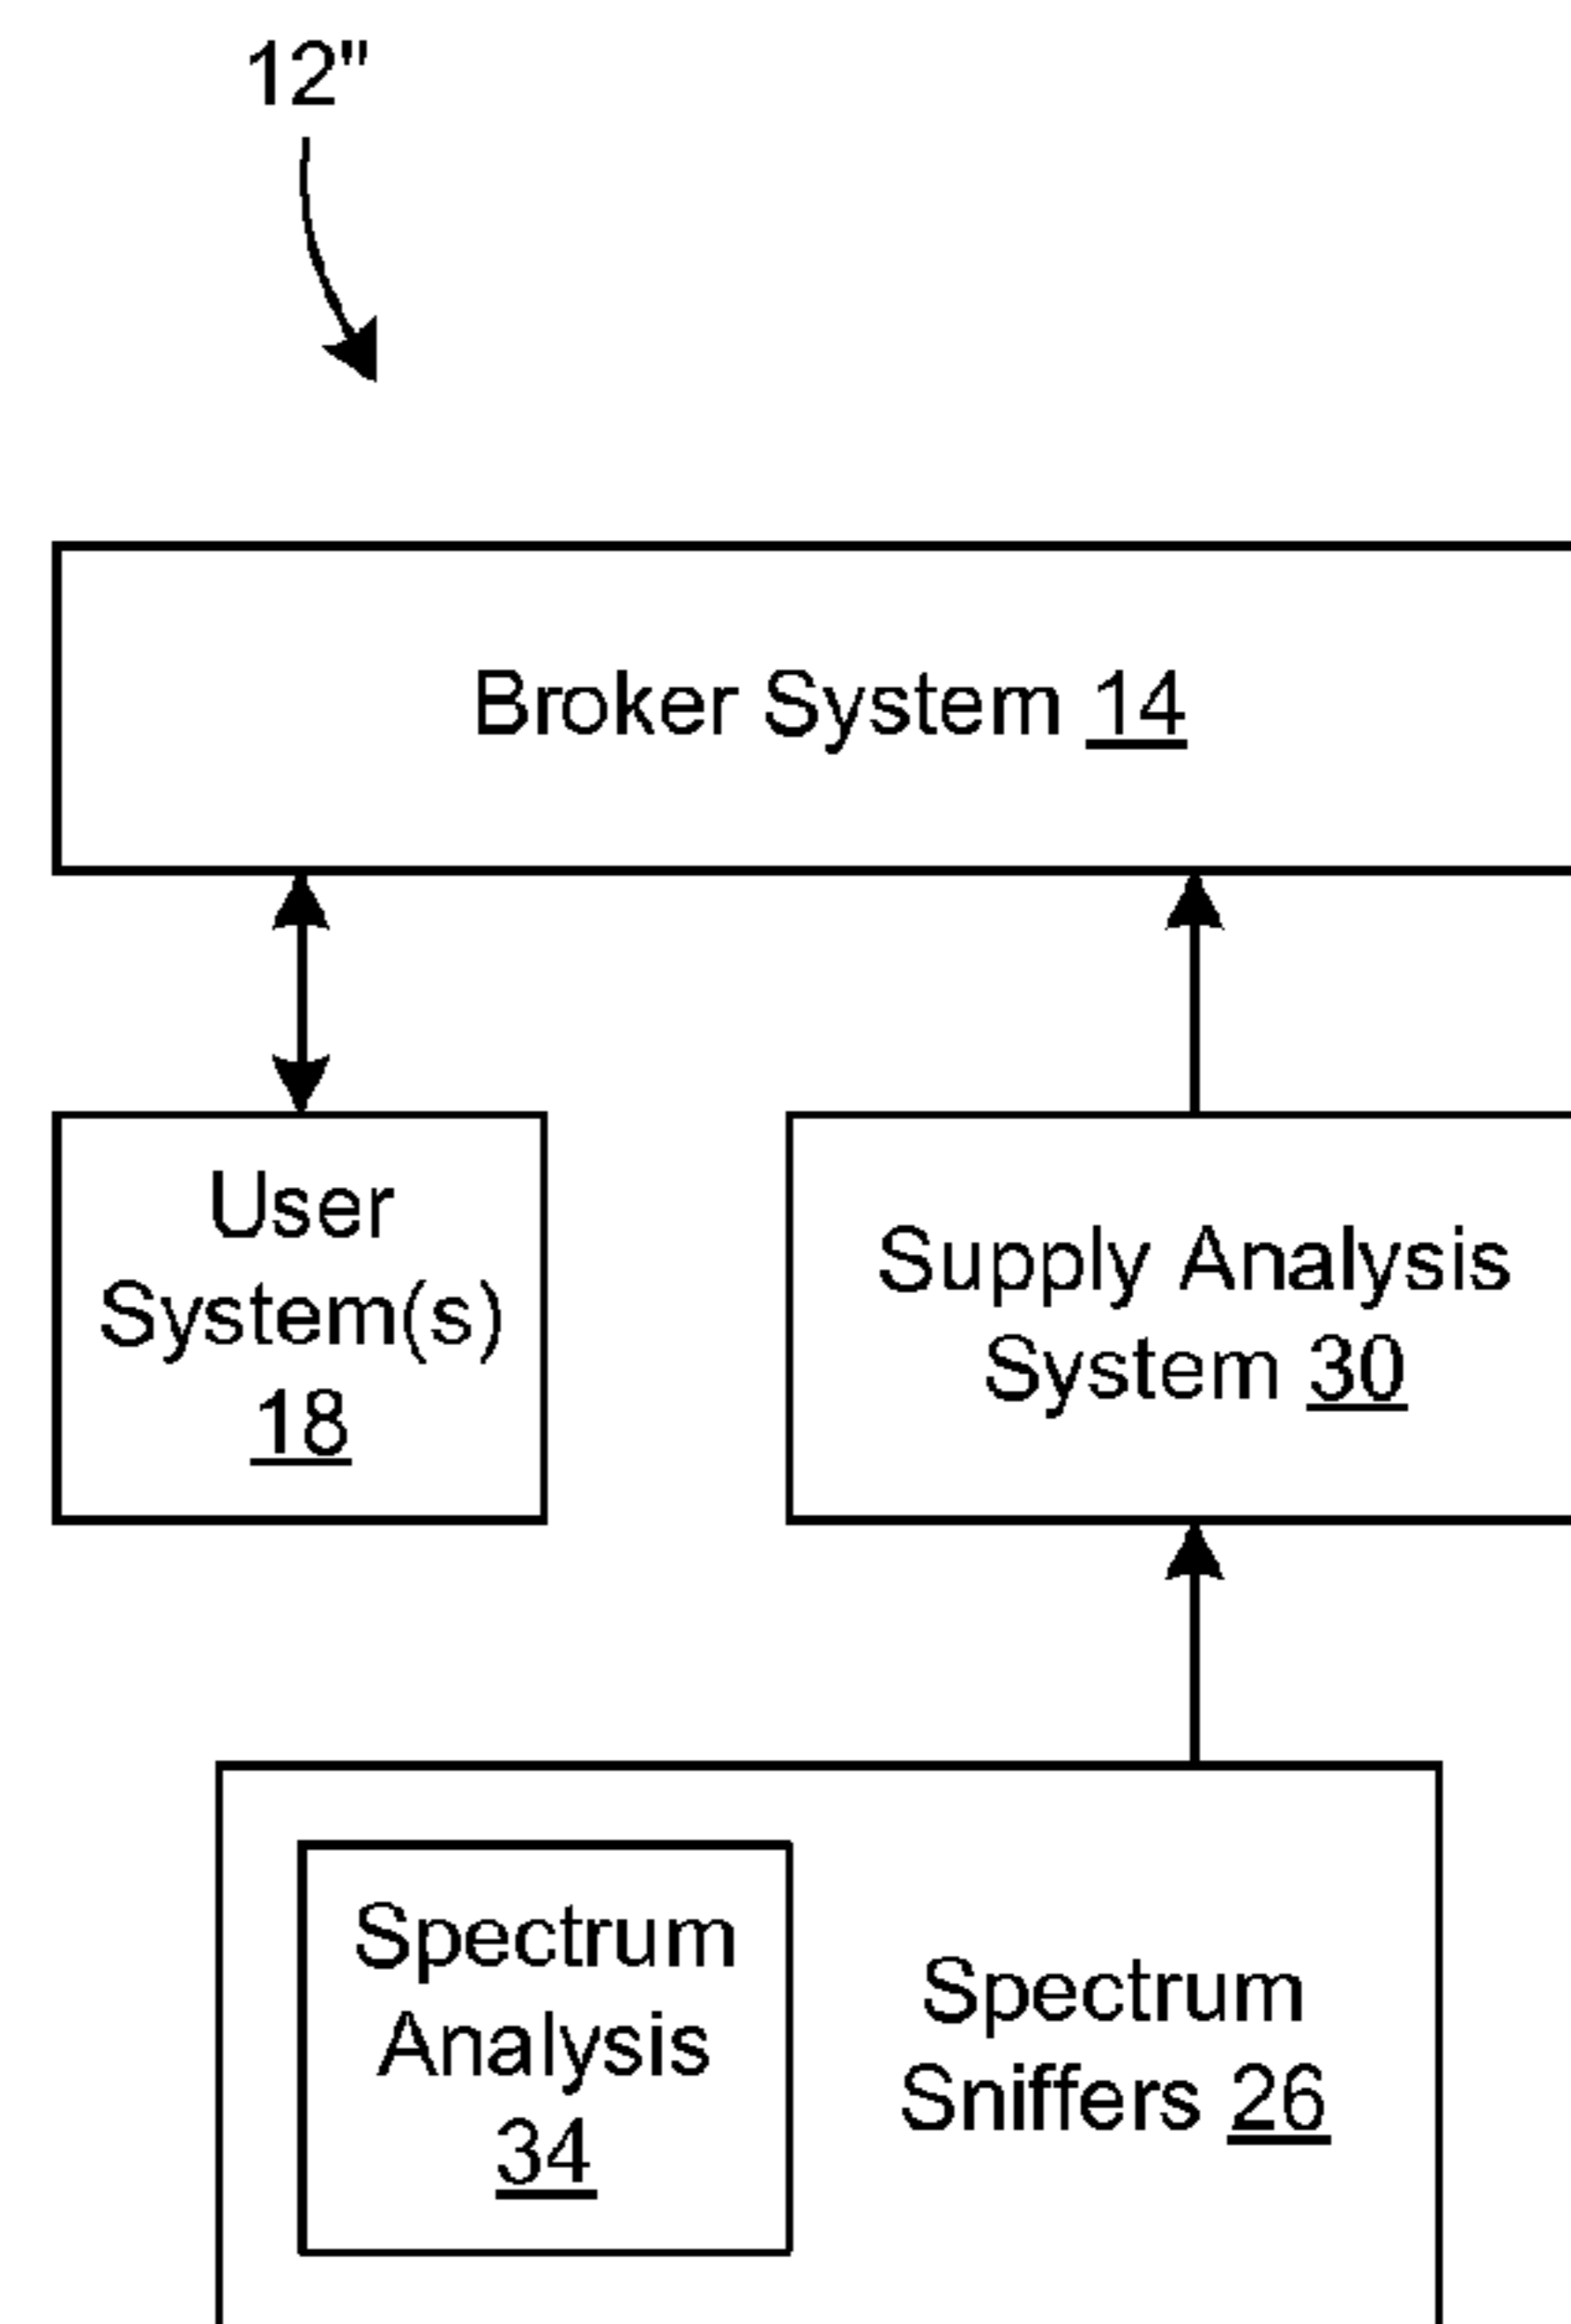 12"
Broker System 14
User
System(s)
18
Supply Analysis
System 30
Spectrum
Analysis
34
Spectrum
Sniffers 26